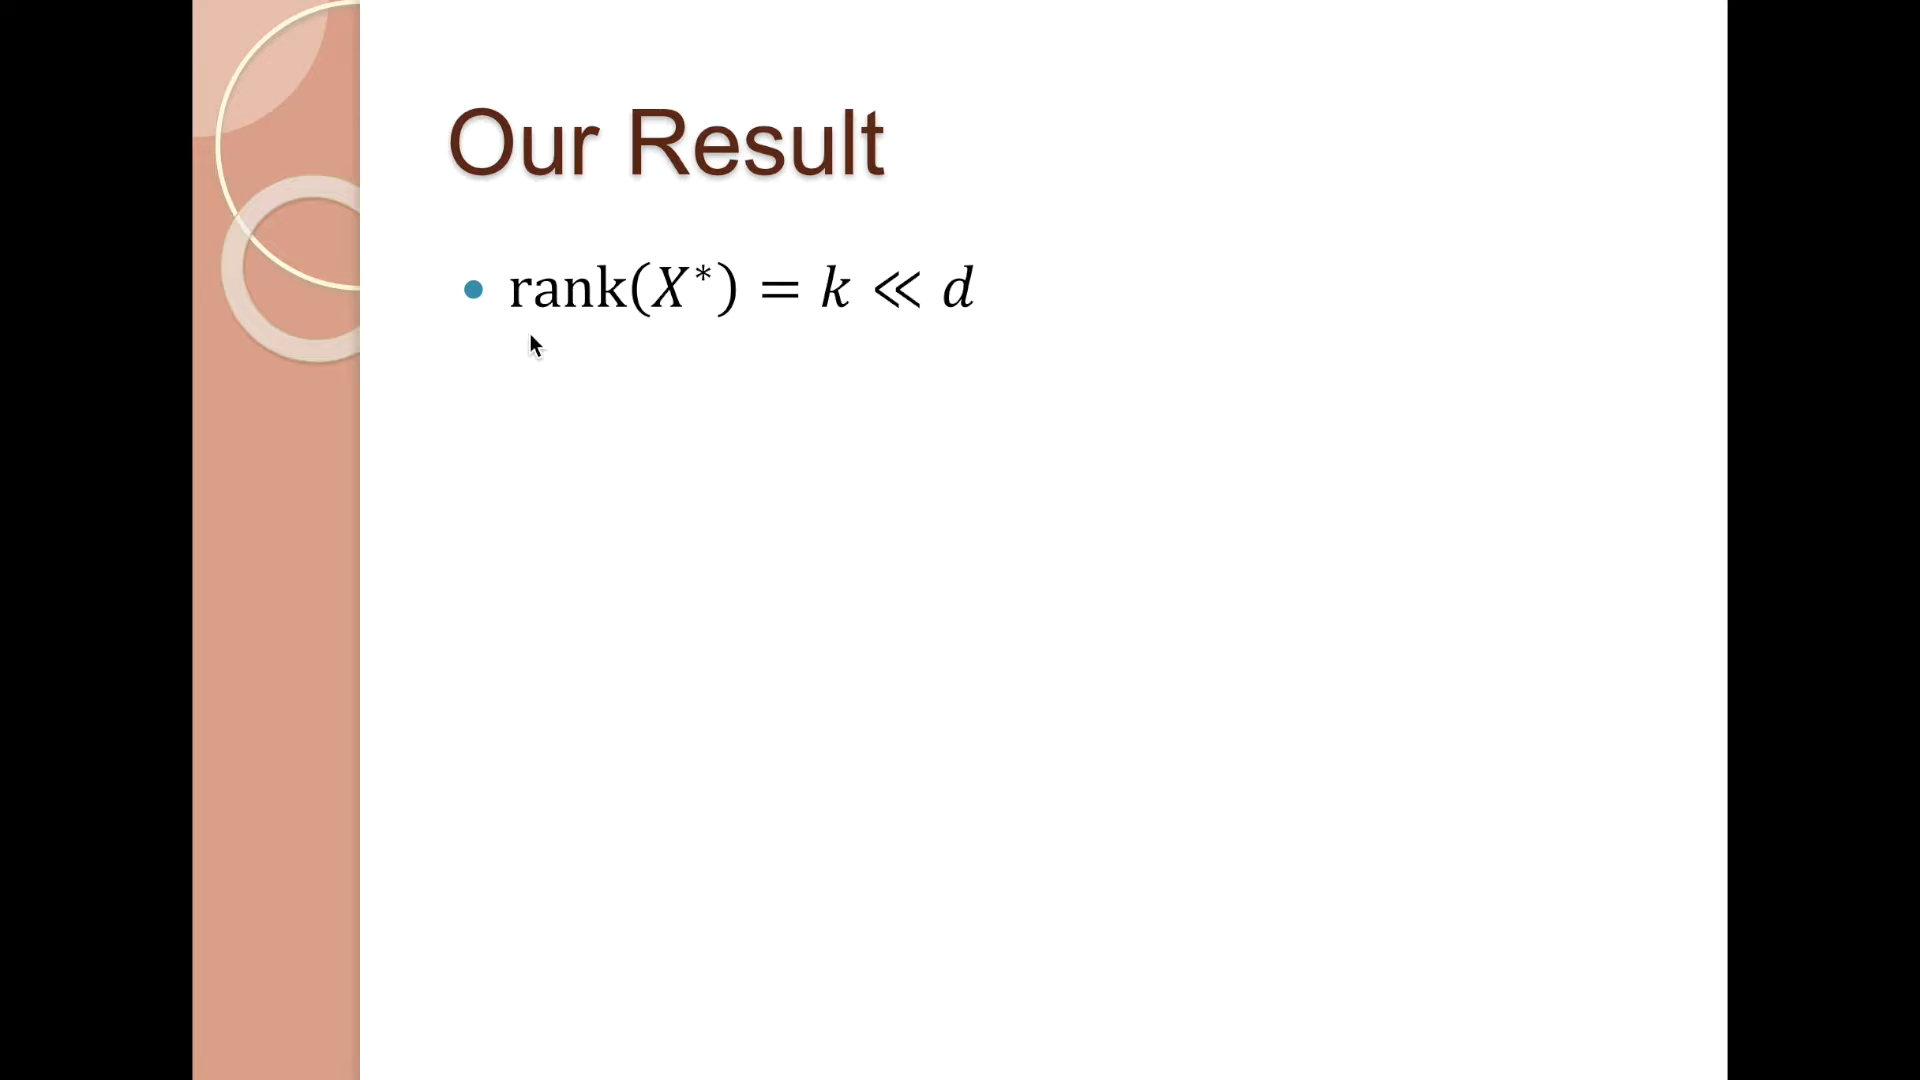 Our Result
• rank(X*) = k ≪ d